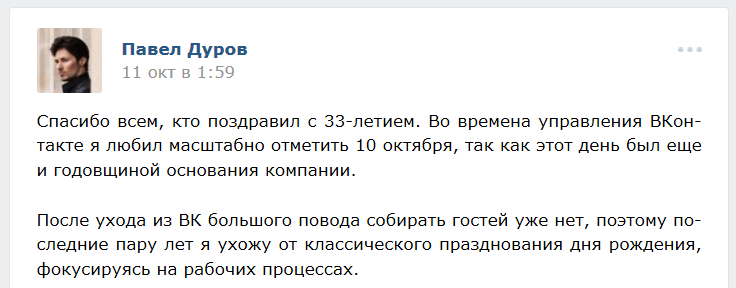 Павел Дуров
11 окт в 1:59
Спасибо всем, кто поздравил с 33-летием. Во времена управления ВКон-
такте я любил масштабно отметить 10 октября, так как этот день был еще
и годовщиной основания компании.
После ухода из ВК большого повода собирать гостей уже нет, поэтому по-
следние пару лет я ухожу от классического празднования дня рождения,
фокусируясь на рабочих процессах.